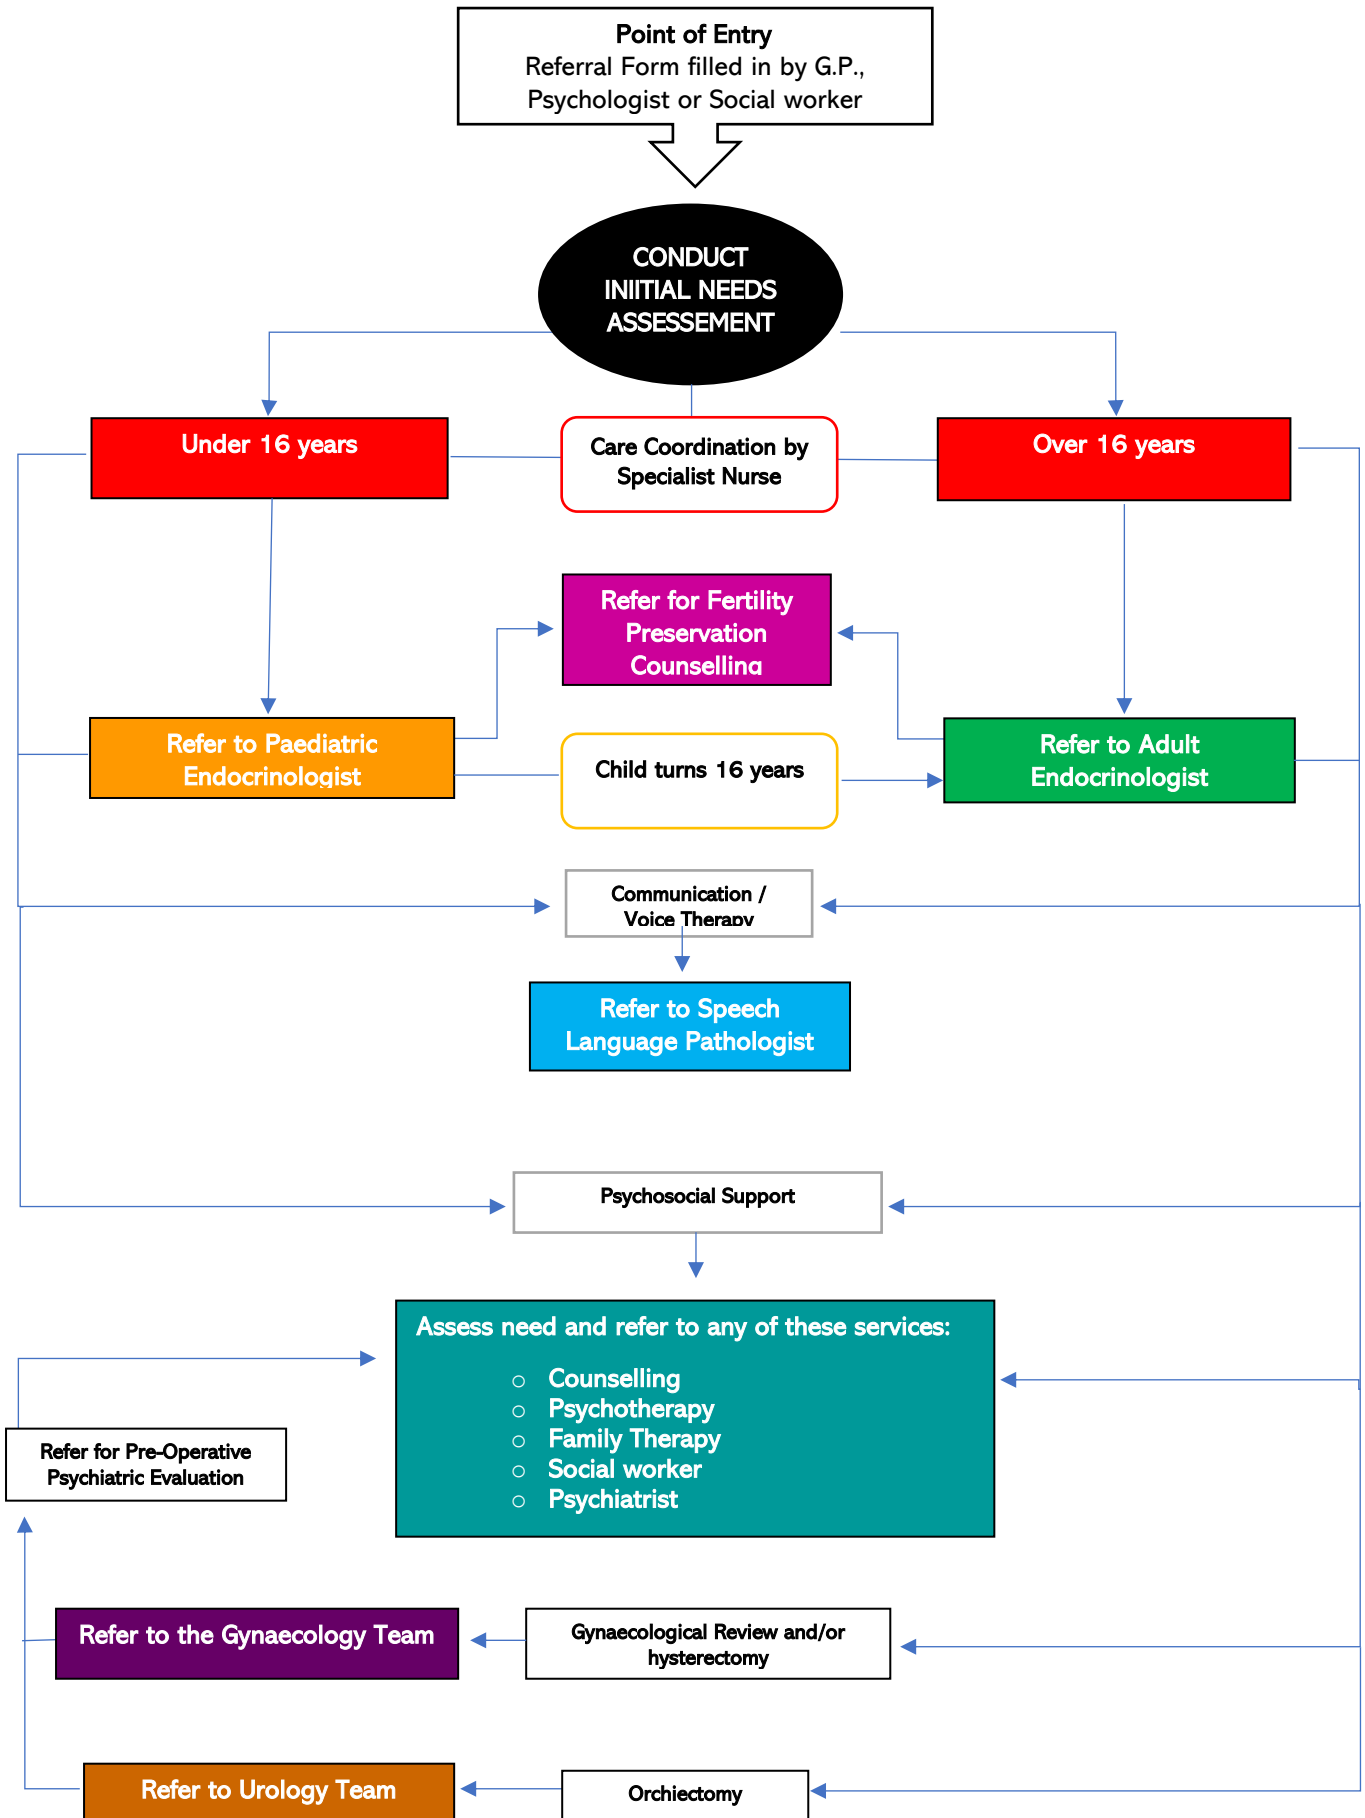 Point of Entry
Referral Form filled in by G.P.,
Psychologist or Social worker
CONDUCT
INIITIAL NEEDS
ASSESSEMENT
Under 16 years
Care Coordination by
Specialist Nurse
Over 16 years
Refer for Fertility
Preservation
Counselling
Refer to Paediatric
Endocrinologist
Child turns 16 years
Refer to Adult
Endocrinologist
Communication /
Voice Therapy
Refer to Speech
Language Pathologist
Psychosocial Support
Assess need and refer to any of these services:
○ Counselling
○ Psychotherapy
○ Family Therapy
○ Social worker
○ Psychiatrist
Refer for Pre-Operative
Psychiatric Evaluation
Refer to the Gynaecology Team
Gynaecological Review and/or
hysterectomy
Refer to Urology Team
Orchiectomy